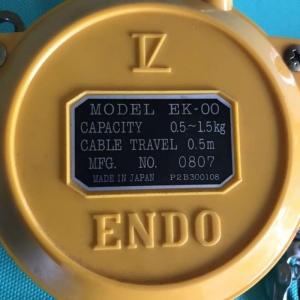 MODEL EK-00
CAPACITY 0.5~1.5kg
CABLE TRAVEL 0.5m
MFG. NO. 0807
MADE IN JAPAN P2B300108
ENDO